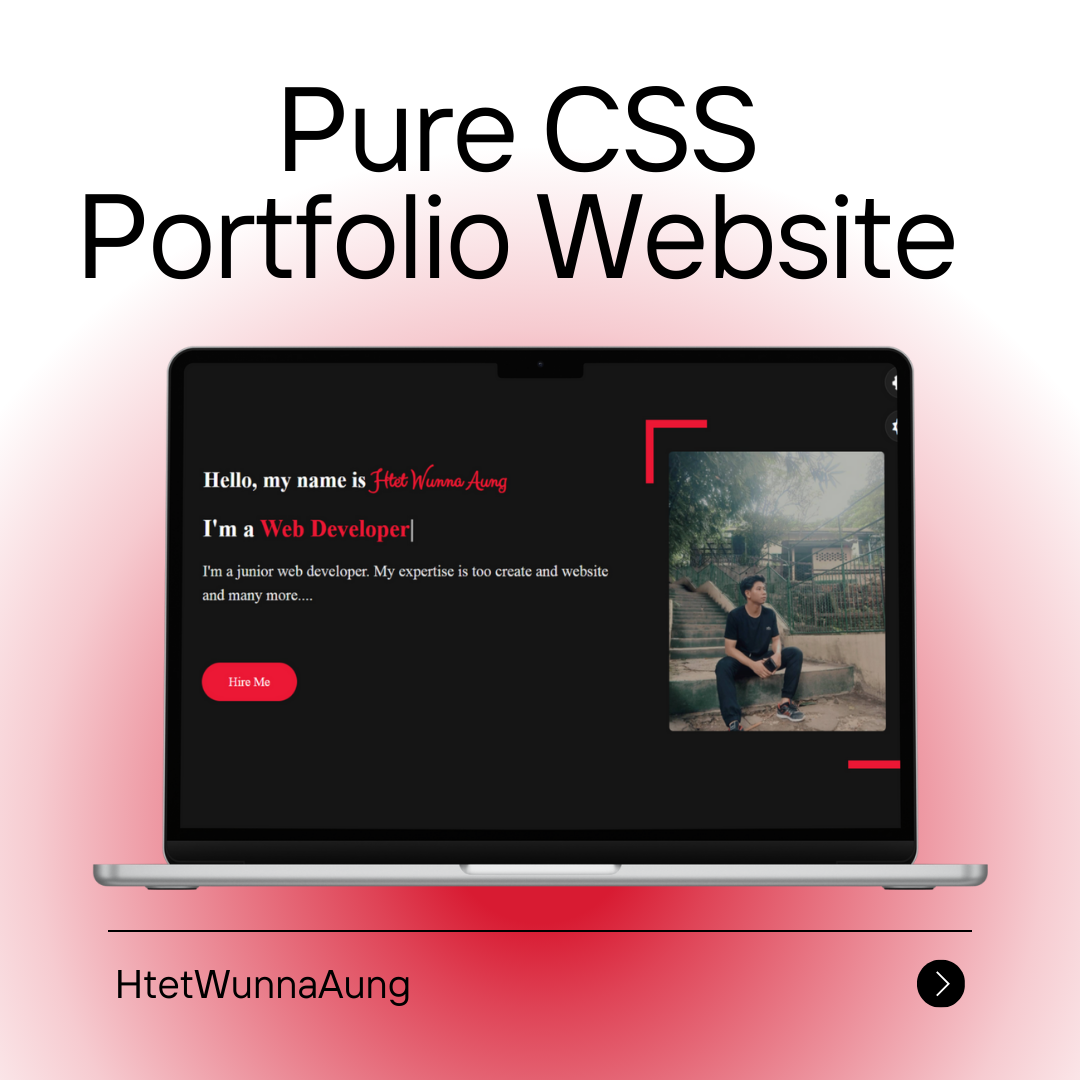 Pure CSS
Portfolio Website
Hello, my name is Htet Wunna Aung
I'm a Web Developer|
I'm a junior web developer. My expertise is too create and website
and many more....
Hire Me
HtetWunnaAung